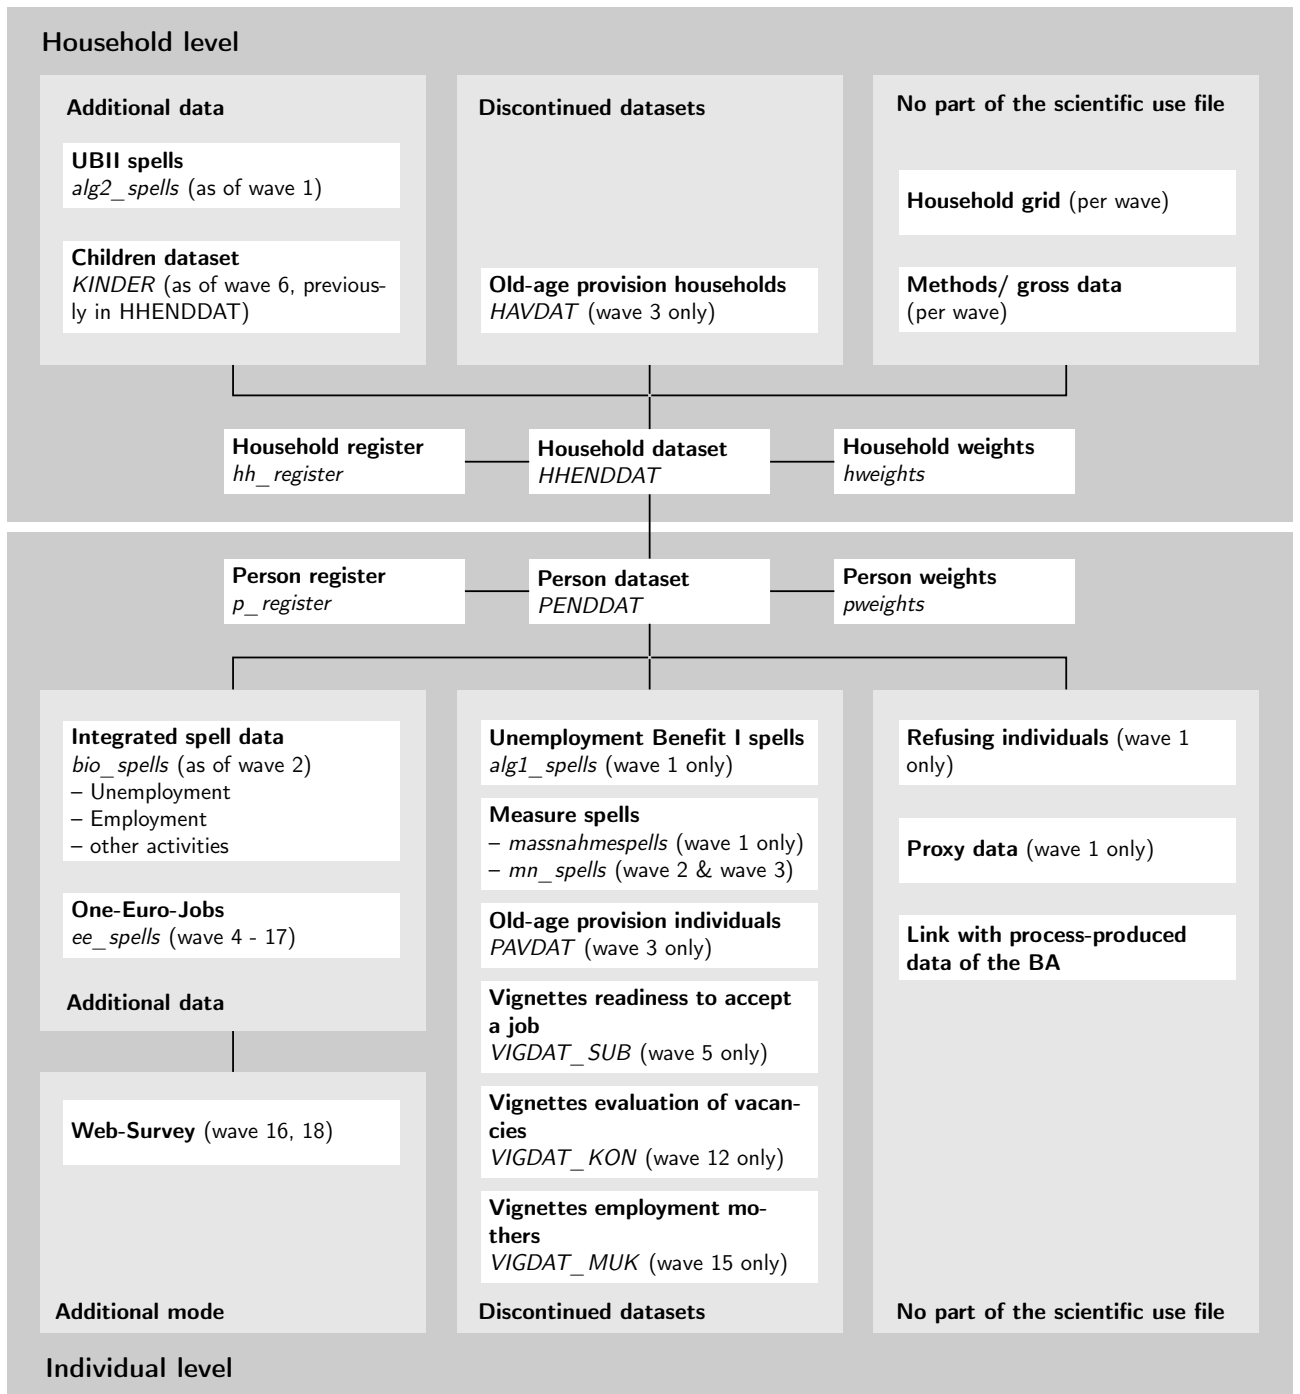 Household level
Additional data
UBII spells
alg2_spells (as of wave 1)
Children dataset
KINDER (as of wave 6, previous-
ly in HHENDDAT)
Discontinued datasets
Old-age provision households
HAVDAT (wave 3 only)
No part of the scientific use file
Household grid (per wave)
Methods/ gross data
(per wave)
Household register
hh_register
Household dataset
HHENDDAT
Household weights
hweights
Person register
p_register
Person dataset
PENDDAT
Person weights
pweights
Integrated spell data
bio_spells (as of wave 2)
– Unemployment
– Employment
– other activities
One-Euro-Jobs
ee_spells (wave 4 - 17)
Additional data
Web-Survey (wave 16, 18)
Additional mode
Unemployment Benefit I spells
alg1_spells (wave 1 only)
Measure spells
– massnahmespells (wave 1 only)
– mn_spells (wave 2 & wave 3)
Old-age provision individuals
PAVDAT (wave 3 only)
Vignettes readiness to accept
a job
VIGDAT_SUB (wave 5 only)
Vignettes evaluation of vacan-
cies
VIGDAT_KON (wave 12 only)
Vignettes employment mo-
thers
VIGDAT_MUK (wave 15 only)
Discontinued datasets
Refusing individuals (wave 1
only)
Proxy data (wave 1 only)
Link with process-produced
data of the BA
No part of the scientific use file
Individual level